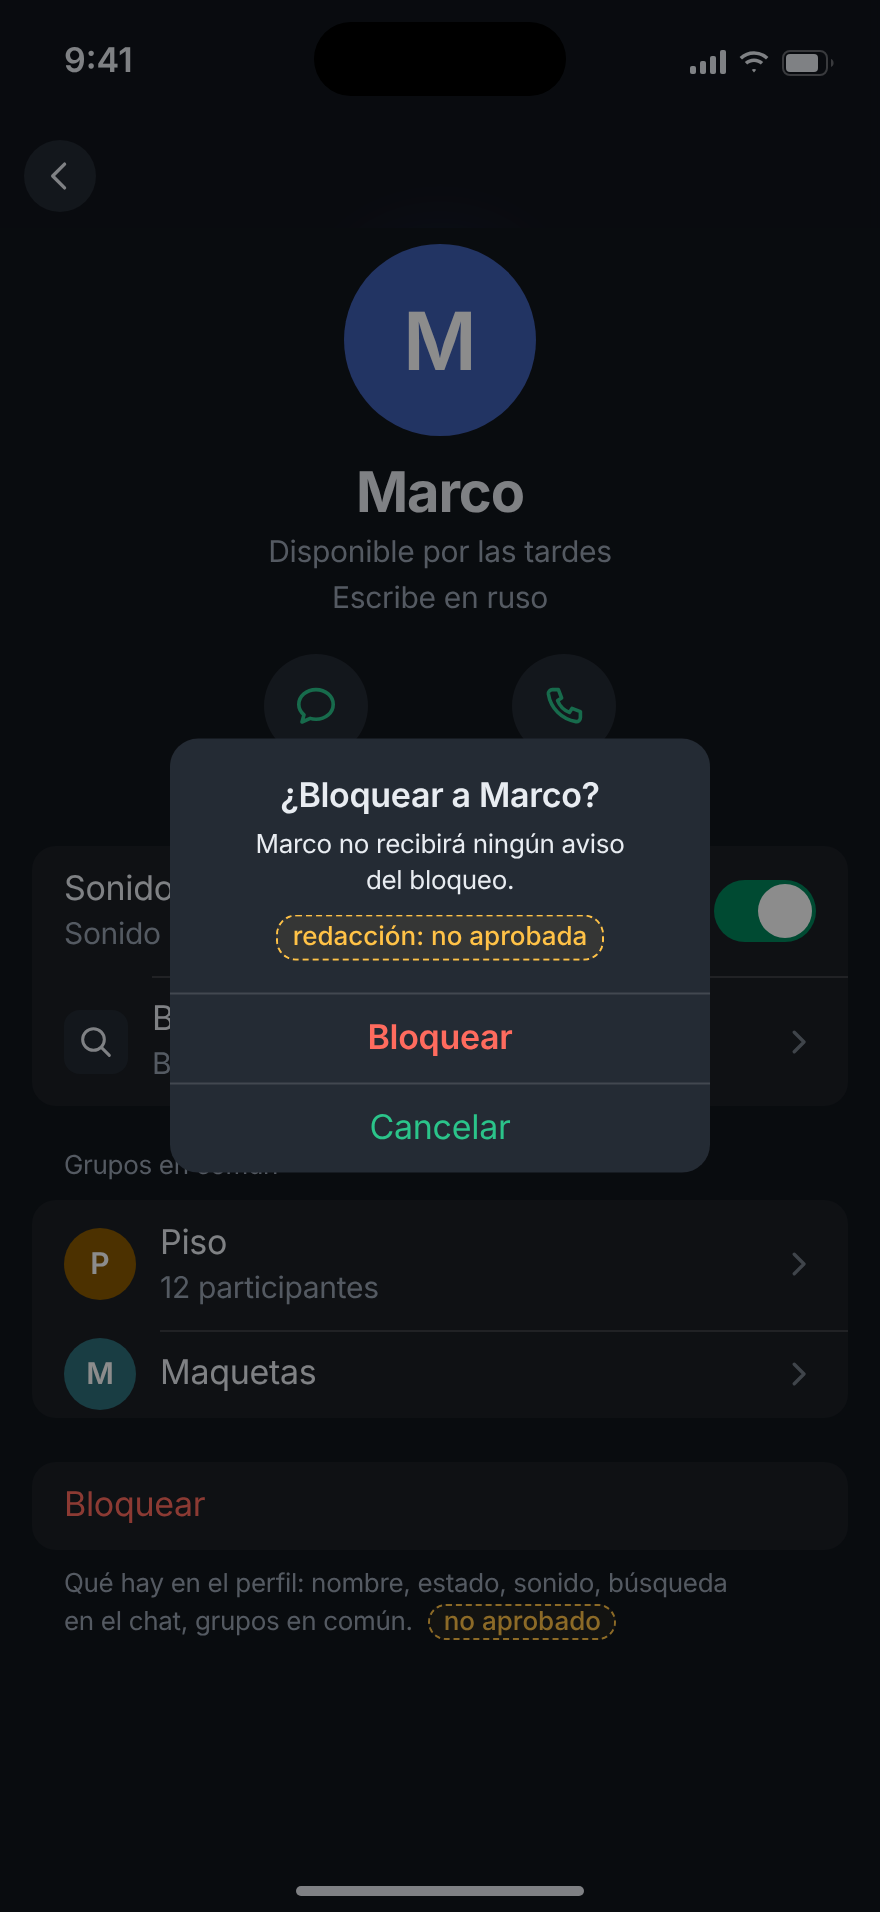 9:41
M
Marco
Disponible por las tardes
Escribe en ruso
¿Bloquear a Marco?
Marco no recibirá ningún aviso
del bloqueo.
redacción: no aprobada
Bloquear
Cancelar
Sonido
Sonido
Grupos en
P
Piso
12 participantes
M
Maquetas
Bloquear
Qué hay en el perfil: nombre, estado, sonido, búsqueda
en el chat, grupos en común. no aprobado